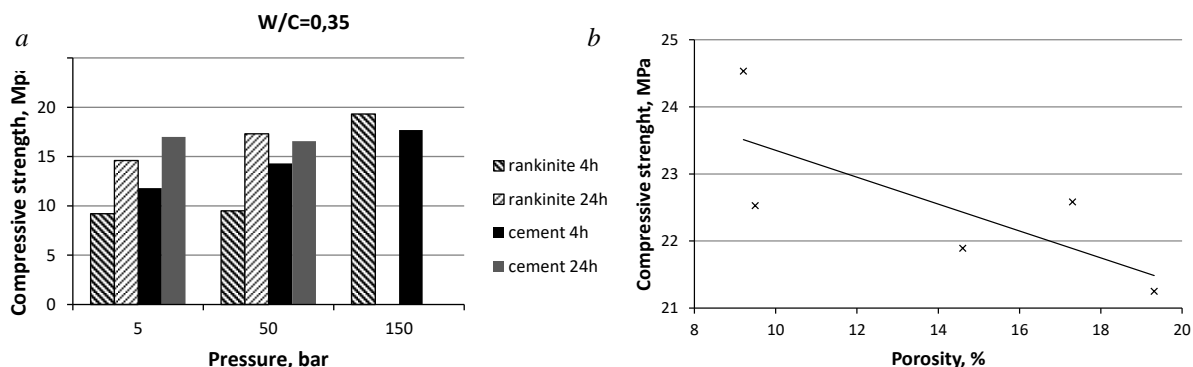 a
W/C=0,35
Compressive strength, Mpa
20
15
10
5
0
5
50
150
Pressure, bar
rankinite 4h
rankinite 24h
cement 4h
cement 24h
b
Compressive strenght, MPa
25
24
23
22
21
8
10
12
14
16
18
20
Porosity, %